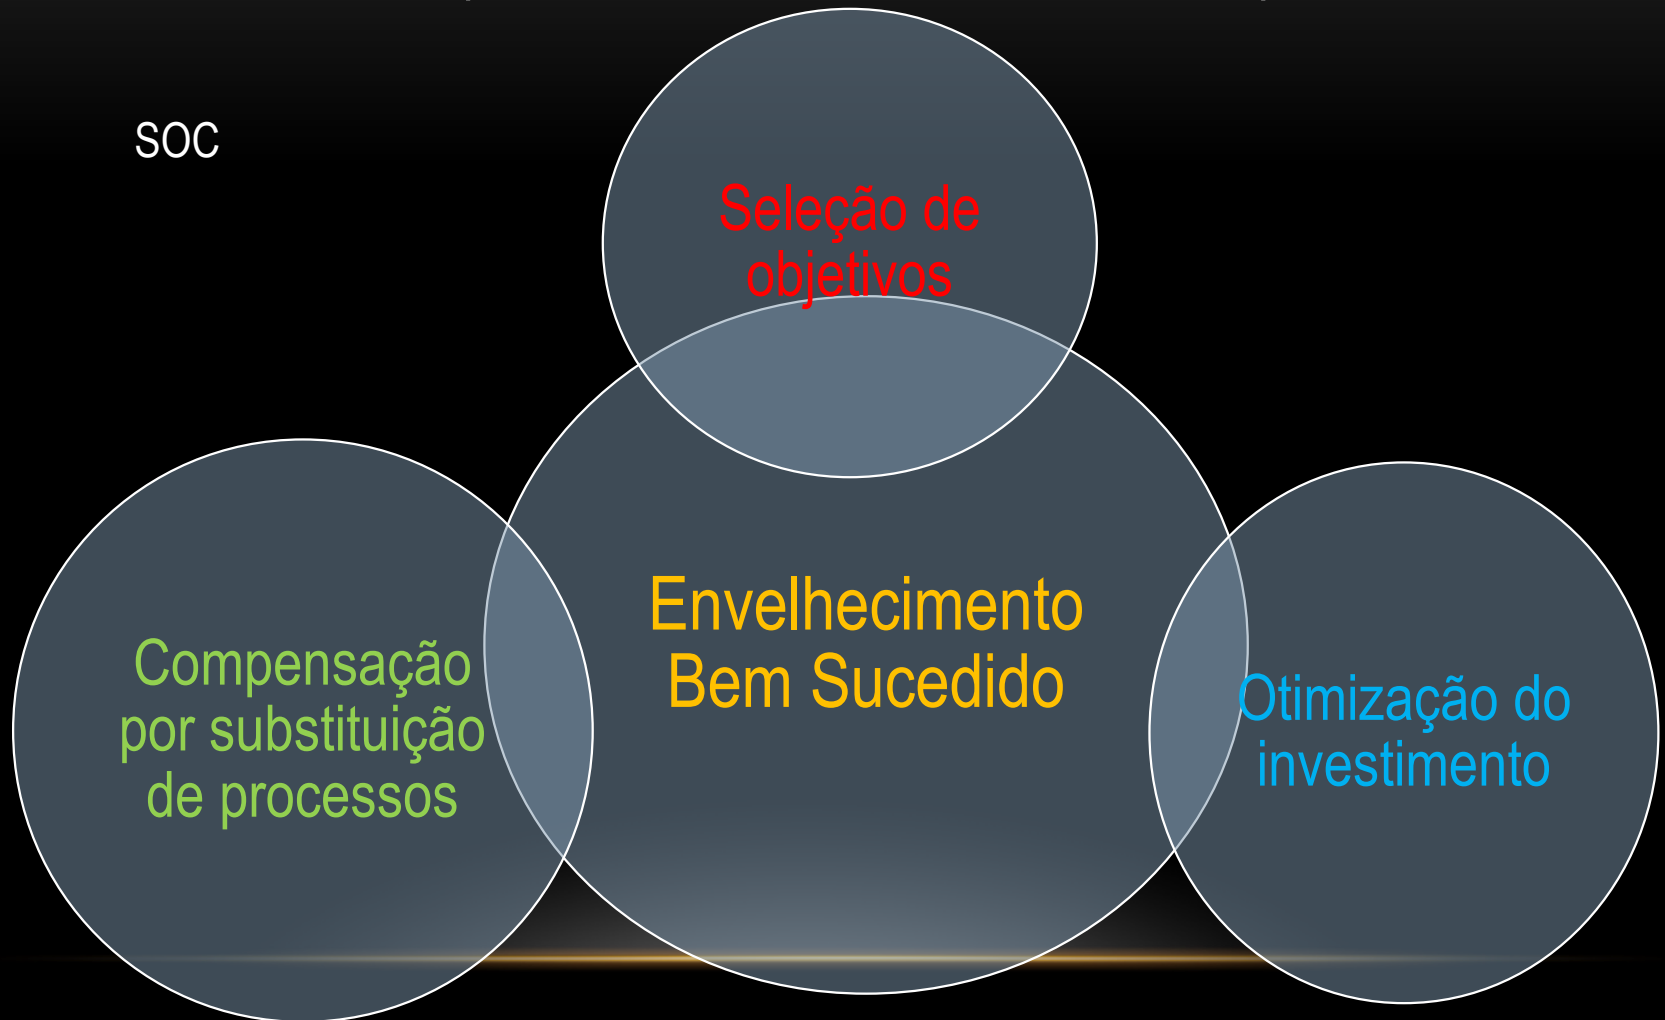 SOC
Seleção de
objetivos
Envelhecimento
Bem Sucedido
Compensação
por substituição
de processos
Otimização do
investimento